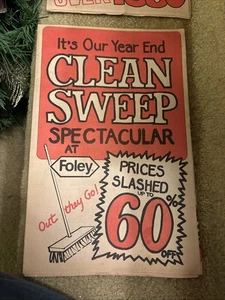 It's Our Year End
CLEAN
SWEEP
SPECTACULAR
AT
Foley
PRICES
SLASHED
UP TO
60%
OFF
Out they Go!